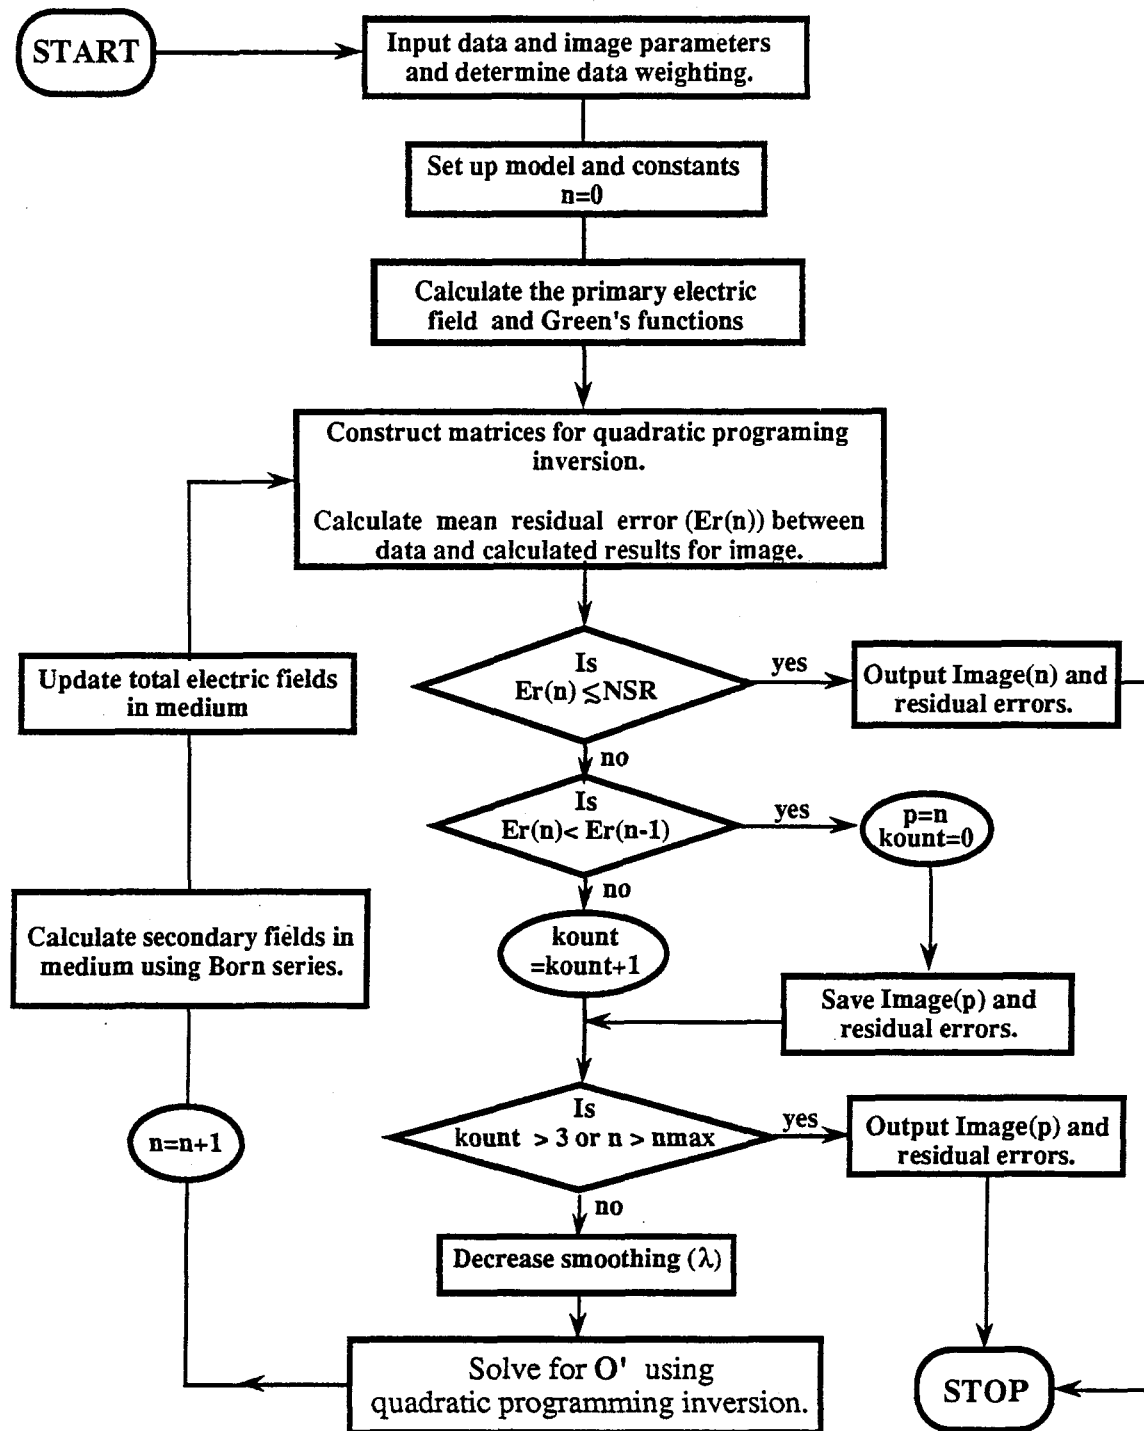 START
Input data and image parameters
and determine data weighting.
Set up model and constants
n=0
Calculate the primary electric
field and Green's functions
Construct matrices for quadratic programing
inversion.
Calculate mean residual error (Er(n)) between
data and calculated results for image.
Is
Er(n) ≲NSR
yes
Output Image(n) and
residual errors.
no
Is
Er(n)< Er(n-1)
yes
p=n
kount=0
no
kount
=kount+1
Save Image(p) and
residual errors.
Is
kount > 3 or n > nmax
yes
Output Image(p) and
residual errors.
no
Decrease smoothing (λ)
Solve for O' using
quadratic programming inversion.
n=n+1
Calculate secondary fields in
medium using Born series.
Update total electric fields
in medium
STOP